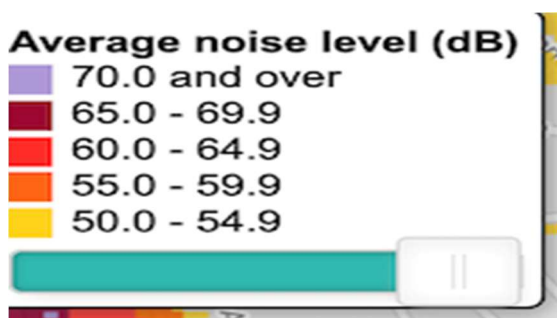 Average noise level (dB)
70.0 and over
65.0 - 69.9
60.0 - 64.9
55.0 - 59.9
50.0 - 54.9